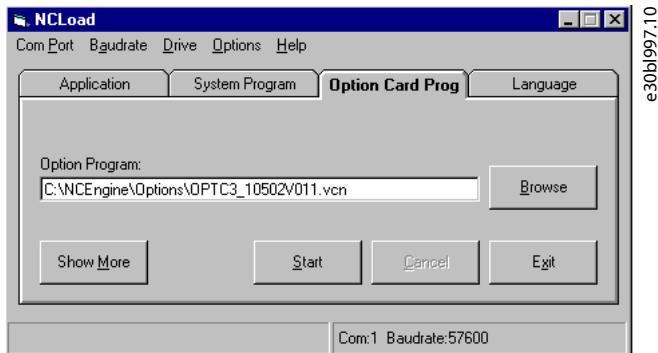 NCLoad
Com Port Baudrate Drive Options Help
Application System Program Option Card Prog Language
Option Program:
C:\NCEngine\Options\OPTC3_10502V011.vcn Browse
Show More Start Cancel Exit
Com:1 Baudrate:57600
e30bl997.10